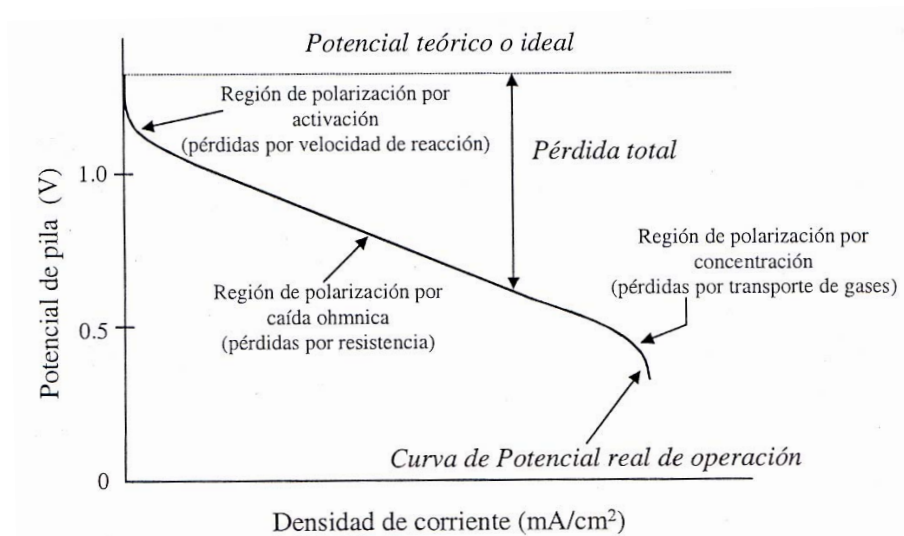 Potencial teórico o ideal
Región de polarización por
activación
(pérdidas por velocidad de reacción)
Pérdida total
1.0
Potencial de pila (V)
Región de polarización por
concentración
(pérdidas por transporte de gases)
Región de polarización por
caída ohmnica
(pérdidas por resistencia)
0.5
Curva de Potencial real de operación
0
Densidad de corriente (mA/cm²)